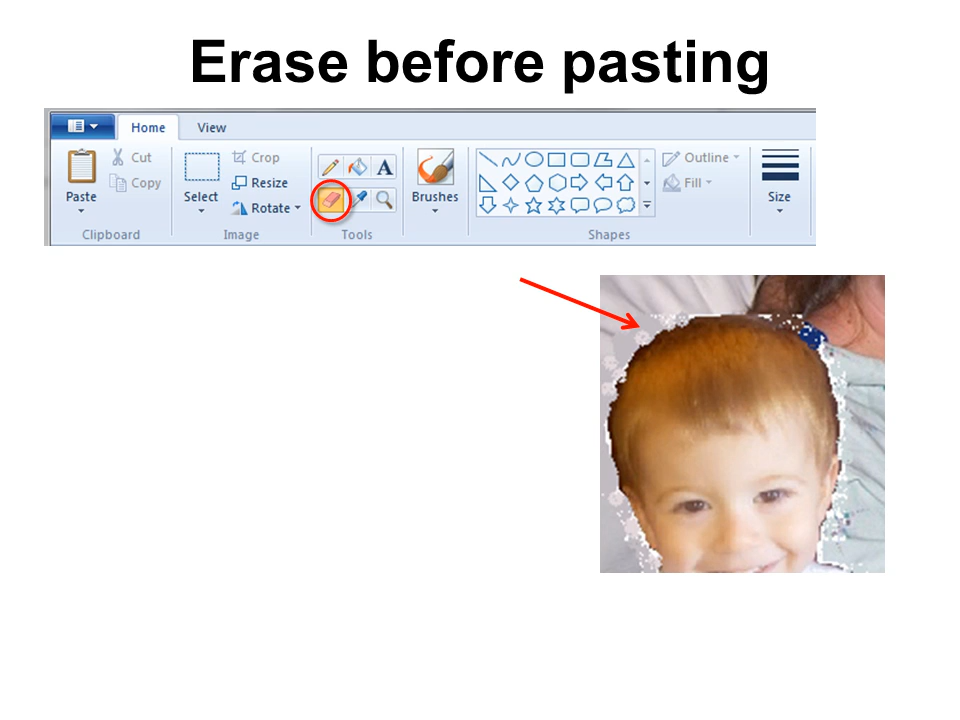 Erase before pasting
Home View
Cut
Copy
Paste
Clipboard
Select
Crop
Resize
Rotate
Image
A
Tools
Brushes
Outline
Fill
Shapes
Size